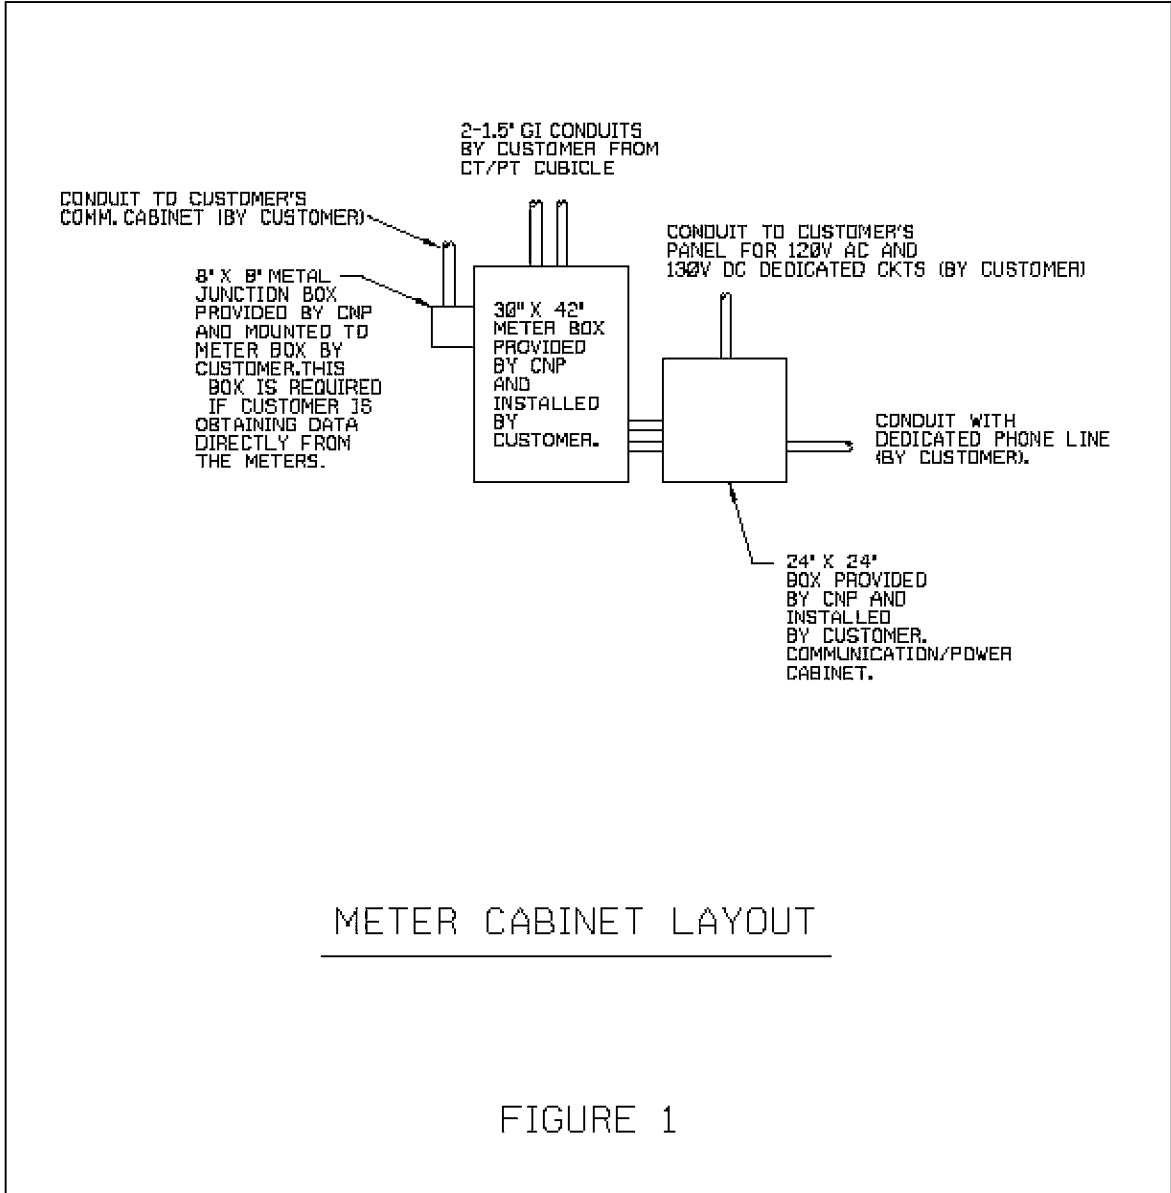 2-1.5" GI CONDUITS
BY CUSTOMER FROM
CT/PT CUBICLE
CONDUIT TO CUSTOMER'S
COMM. CABINET (BY CUSTOMER)
CONDUIT TO CUSTOMER'S
PANEL FOR 120V AC AND
130V DC DEDICATED CKTS (BY CUSTOMER)
8" X 8" METAL
JUNCTION BOX
PROVIDED BY CNP
AND MOUNTED TO
METER BOX BY
CUSTOMER.THIS
BOX IS REQUIRED
IF CUSTOMER IS
OBTAINING DATA
DIRECTLY FROM
THE METERS.
30" X 42"
METER BOX
PROVIDED
BY CNP
AND
INSTALLED
BY
CUSTOMER.
CONDUIT WITH
DEDICATED PHONE LINE
(BY CUSTOMER).
24" X 24"
BOX PROVIDED
BY CNP AND
INSTALLED
BY CUSTOMER.
COMMUNICATION/POWER
CABINET.
METER CABINET LAYOUT
FIGURE 1